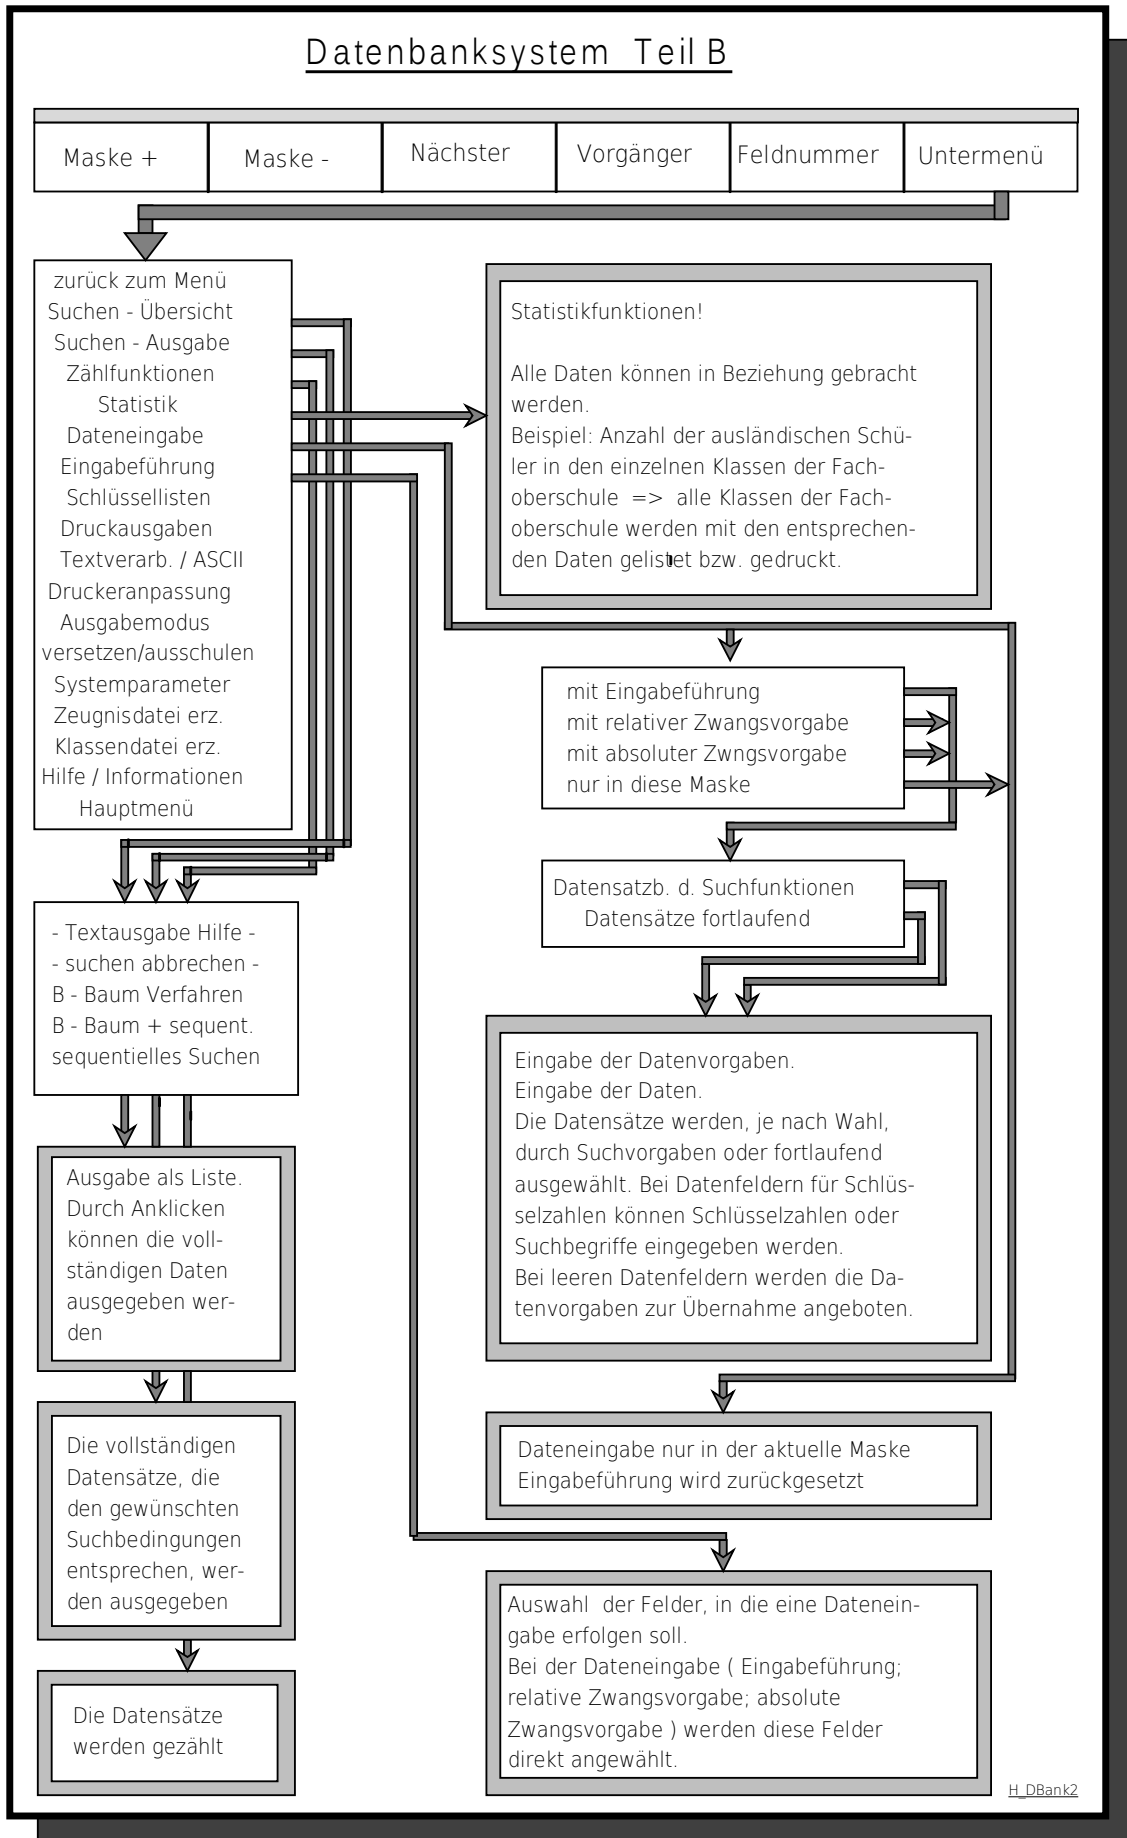 Datenbanksystem Teil B
Maske +
Maske -
Nächster
Vorgänger
Feldnummer
Untermenü
zurück zum Menü
Suchen - Übersicht
Suchen - Ausgabe
Zählfunktionen
Statistik
Dateneingabe
Eingabeführung
Schlüssellisten
Druckausgaben
Textverarb. / ASCII
Druckeranpassung
Ausgabemodus
versetzen/ausschulen
Systemparameter
Zeugnisdatei erz.
Klassendatei erz.
Hilfe / Informationen
Hauptmenü
Statistikfunktionen!
Alle Daten können in Beziehung gebracht
werden.
Beispiel: Anzahl der ausländischen Schü-
ler in den einzelnen Klassen der Fach-
oberschule => alle Klassen der Fach-
oberschule werden mit den entsprechen-
den Daten gelistet bzw. gedruckt.
mit Eingabeführung
mit relativer Zwangsvorgabe
mit absoluter Zwngsvorgabe
nur in diese Maske
Datensatzb. d. Suchfunktionen
Datensätze fortlaufend
- Textausgabe Hilfe -
- suchen abbrechen -
B - Baum Verfahren
B - Baum + sequent.
sequentielles Suchen
Eingabe der Datenvorgaben.
Eingabe der Daten.
Die Datensätze werden, je nach Wahl,
durch Suchvorgaben oder fortlaufend
ausgewählt. Bei Datenfeldern für Schlüs-
selzahlen können Schlüsselzahlen oder
Suchbegriffe eingegeben werden.
Bei leeren Datenfeldern werden die Da-
tenvorgaben zur Übernahme angeboten.
Ausgabe als Liste.
Durch Anklicken
können die voll-
ständigen Daten
ausgegeben wer-
den
Die vollständigen
Datensätze, die
den gewünschten
Suchbedingungen
entsprechen, wer-
den ausgegeben
Dateneingabe nur in der aktuelle Maske
Eingabeführung wird zurückgesetzt
Auswahl der Felder, in die eine Datenein-
gabe erfolgen soll.
Bei der Dateneingabe ( Eingabeführung;
relative Zwangsvorgabe; absolute
Zwangsvorgabe ) werden diese Felder
direkt angewählt.
Die Datensätze
werden gezählt
H_DBank2